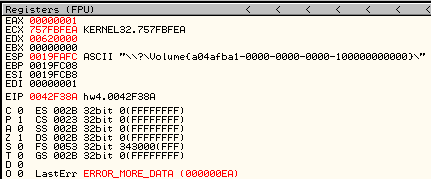 Registers (FPU) < < < < <
EAX 00000001
ECX 757FBFEA KERNEL32.757FBFEA
EDX 00620000
EBX 00000000
ESP 0019FAFC ASCII "\\?\Volume{a04afba1-0000-0000-0000-100000000000}\"
EBP 0019FC08
ESI 0019FCB8
EDI 00000001
EIP 0042F38A hw4.0042F38A
C 0 ES 002B 32bit 0(FFFFFFFF)
P 1 CS 0023 32bit 0(FFFFFFFF)
A 0 SS 002B 32bit 0(FFFFFFFF)
Z 1 DS 002B 32bit 0(FFFFFFFF)
S 0 FS 0053 32bit 343000(FFF)
T 0 GS 002B 32bit 0(FFFFFFFF)
D 0
O 0 LastErr ERROR_MORE_DATA (000000EA)